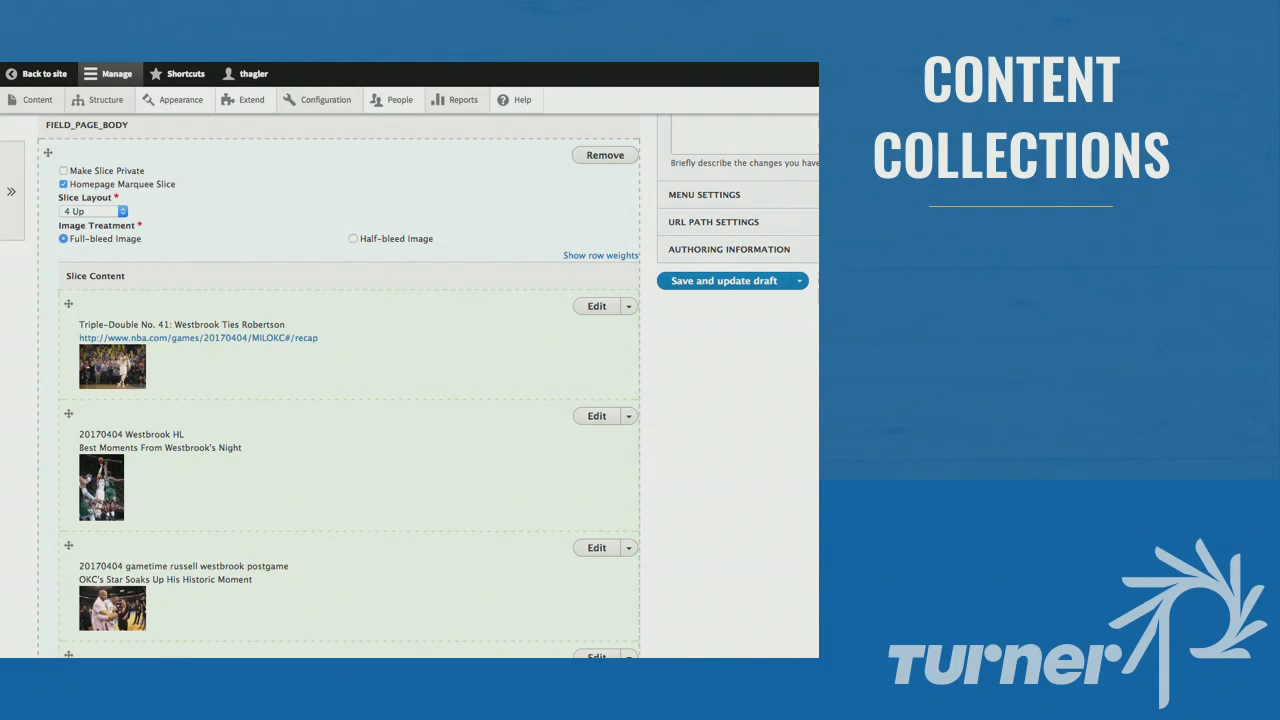 CONTENT
COLLECTIONS
Back to site Manage Shortcuts thagler
Content Structure Appearance Extend Configuration People Reports Help
FIELD_PAGE_BODY
Remove
Make Slice Private
Homepage Marquee Slice
Slice Layout *
4 Up
Image Treatment *
Full-bleed Image Half-bleed Image
Show row weights
Slice Content
Edit
Triple-Double No. 41: Westbrook Ties Robertson
http://www.nba.com/games/20170404/MILOKC#/recap
Edit
20170404 Westbrook HL
Best Moments From Westbrook's Night
Edit
20170404 gametime russell westbrook postgame
OKC's Star Soaks Up His Historic Moment
Edit
Briefly describe the changes you have
MENU SETTINGS
URL PATH SETTINGS
AUTHORING INFORMATION
Save and update draft
Turner